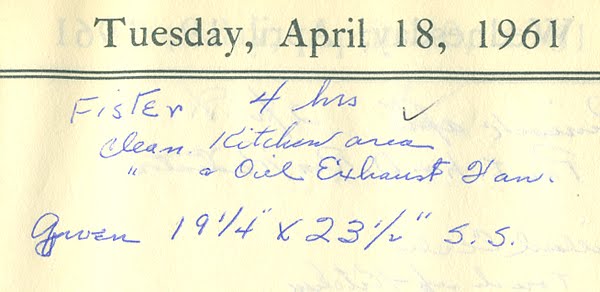 Tuesday, April 18, 1961
Fister 4 hrs ✓
Clean Kitchen area
" & Oil Exhaust Fan.
19 1/4" X 23 1/2" S.S.